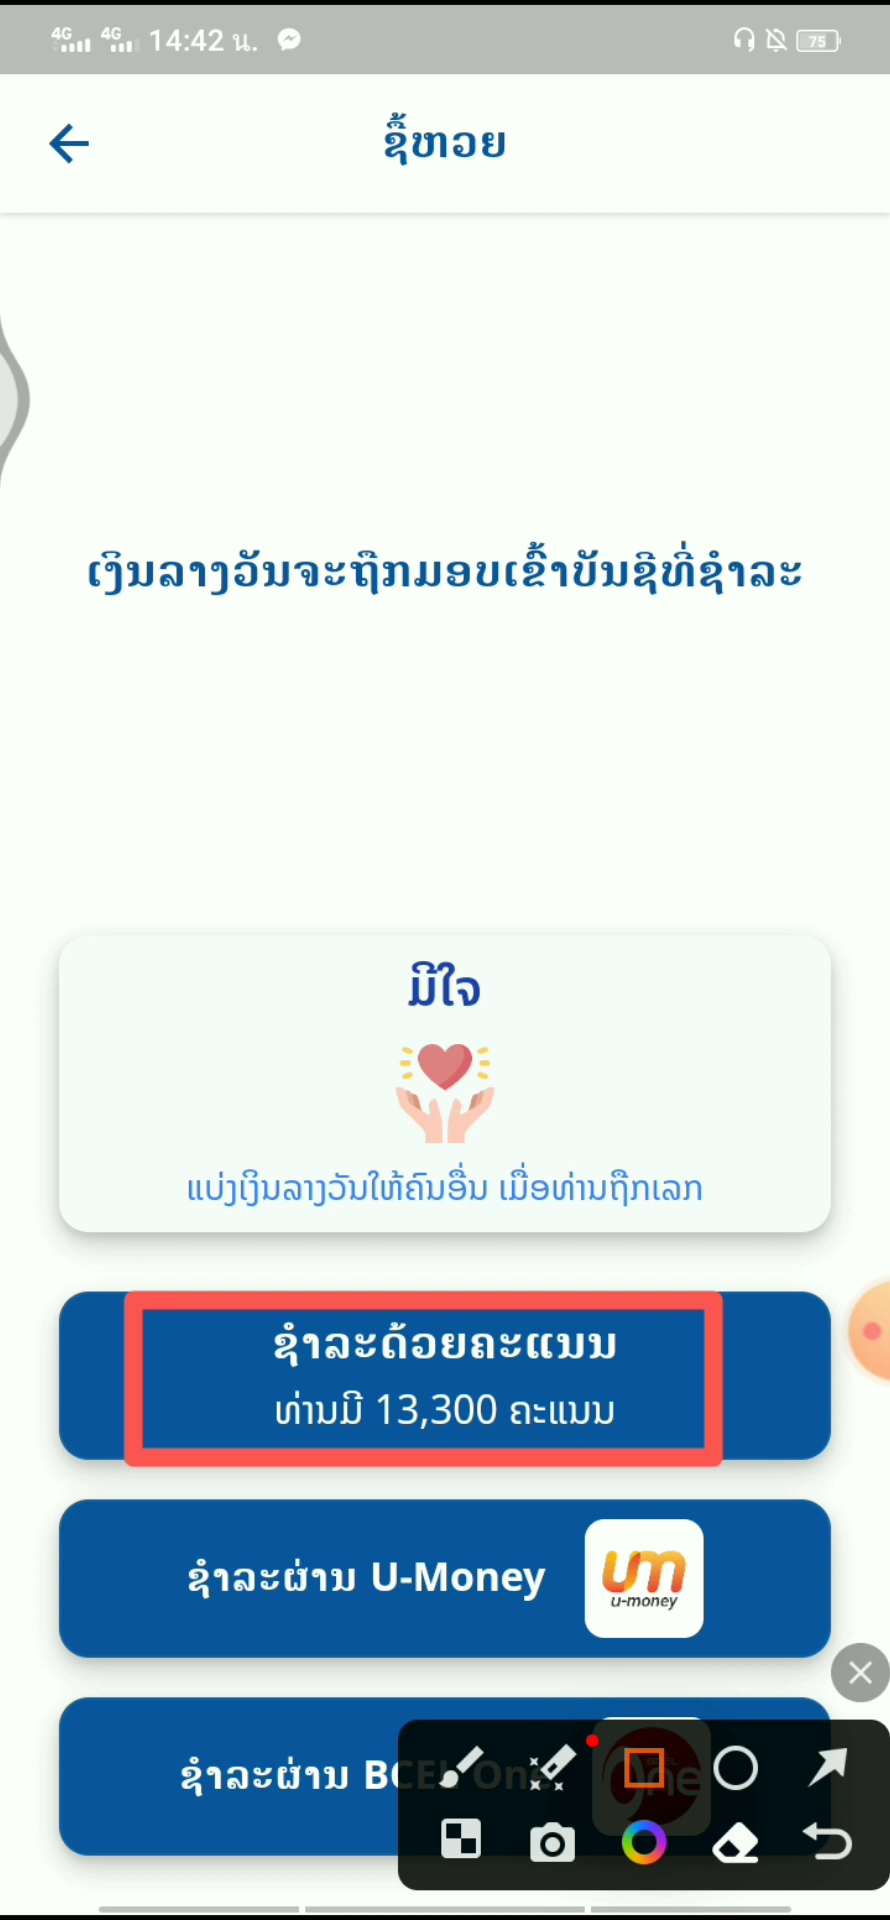 4G 4G 14:42 น. 75
ຊື້ຫວຍ
ເງິນລາງວັນຈະຖືກມອບເຂົ້າບັນຊີທີ່ຊຳລະ
ມີໃຈ
ແບ່ງເງິນລາງວັນໃຫ້ຄົນອື່ນ ເມື່ອທ່ານຖືກເລກ
ຊຳລະດ້ວຍຄະແນນ
ທ່ານມີ 13,300 ຄະແນນ
ຊຳລະຜ່ານ U-Money
um
u-money
ຊຳລະຜ່ານ BCEL One
One